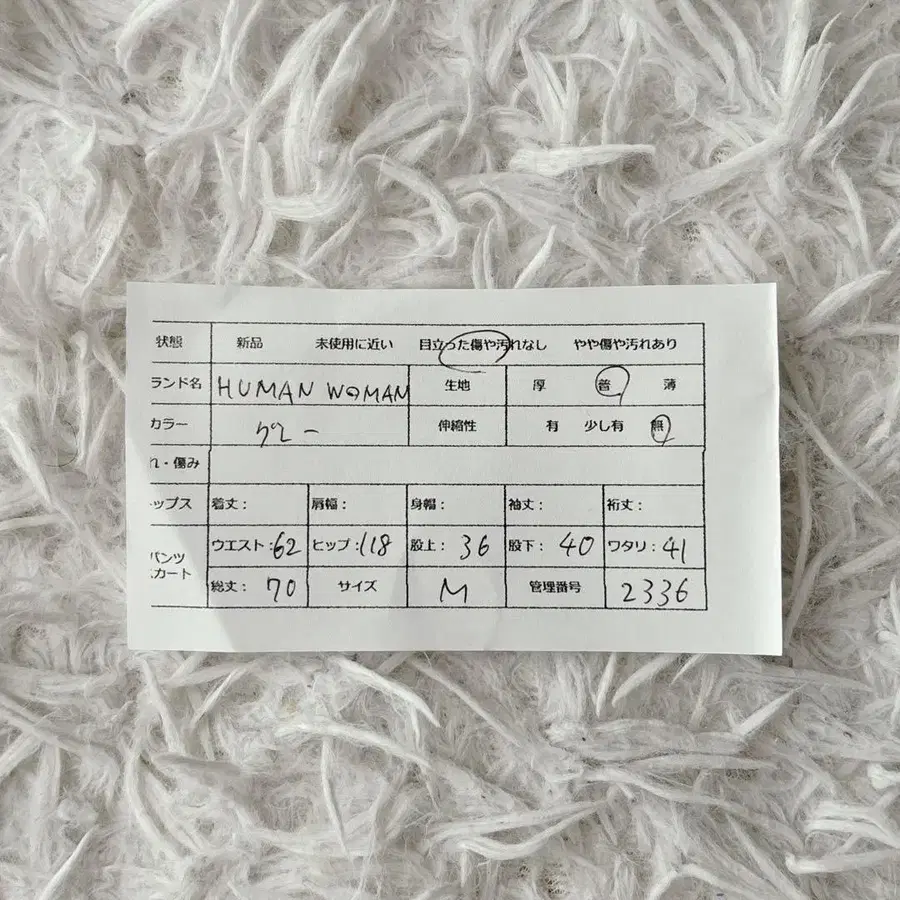 状態 新品 未使用に近い 目立った傷や汚れなし やや傷や汚れあり
ランド名 HUMAN WOMAN 生地 厚 普 薄
カラー グレー 伸縮性 有 少し有 無
れ・傷み
ップス 着丈: 肩幅: 身幅: 袖丈: 裄丈:
パンツ ウエスト:62 ヒップ:118 股上: 36 股下: 40 ワタリ: 41
カート 総丈: 70 サイズ M 管理番号 2336